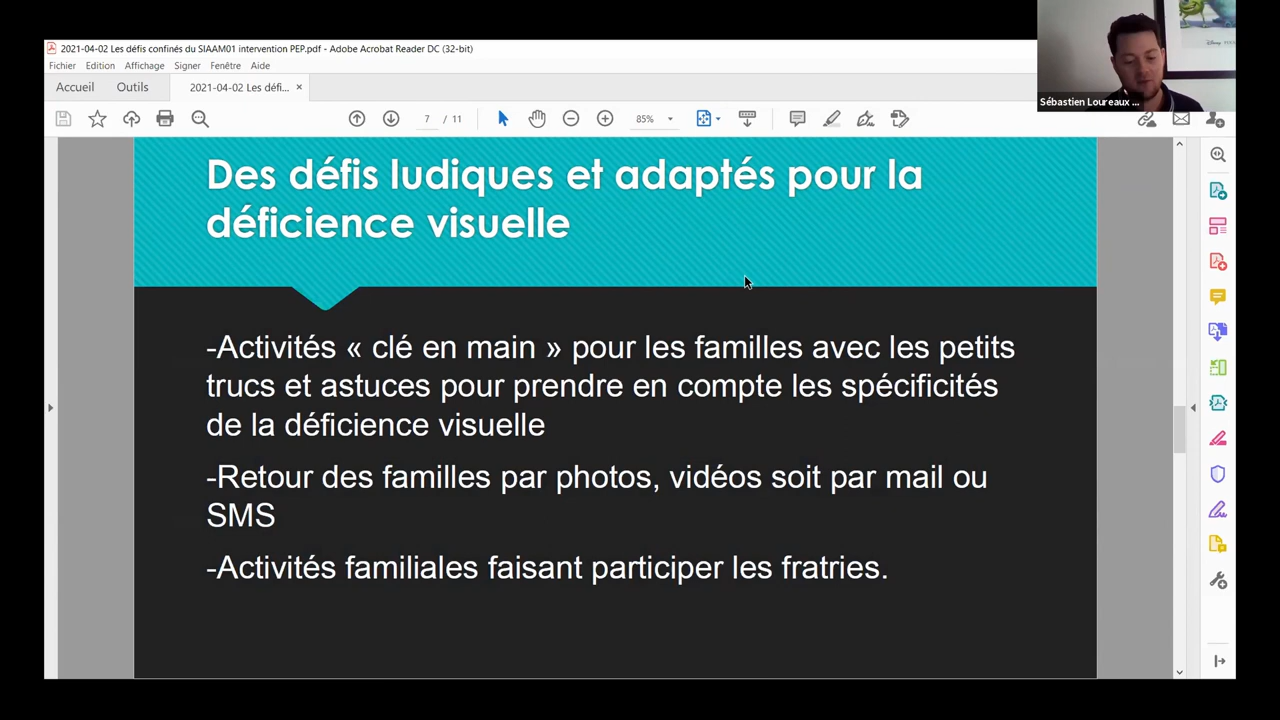 2021-04-02 Les défis confinés du SIAAM01 intervention PEP.pdf - Adobe Acrobat Reader DC (32-bit)
Fichier Edition Affichage Signer Fenêtre Aide
Accueil Outils 2021-04-02 Les défi... ×
7 / 11 85%
Sébastien Loureaux ...
Des défis ludiques et adaptés pour la
déficience visuelle
-Activités « clé en main » pour les familles avec les petits
trucs et astuces pour prendre en compte les spécificités
de la déficience visuelle
-Retour des familles par photos, vidéos soit par mail ou
SMS
-Activités familiales faisant participer les fratries.